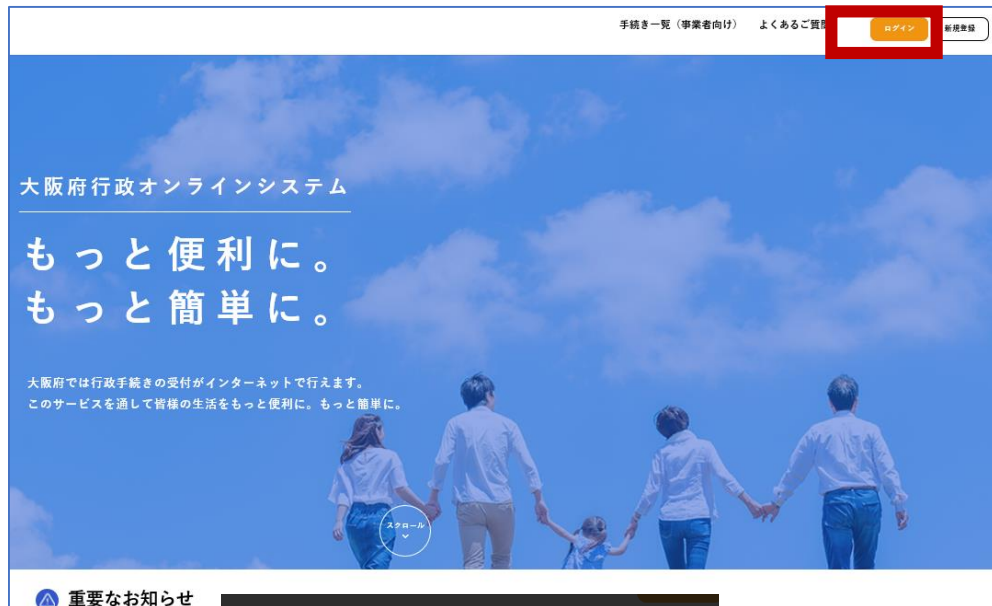 手続き一覧（事業者向け）
よくあるご質
ログイン
新規登録
大阪府行政オンラインシステム
もっと便利に。
もっと簡単に。
大阪府では行政手続きの受付がインターネットで行えます。
このサービスを通して皆様の生活をもっと便利に。もっと簡単に。
スクロール
重要なお知らせ